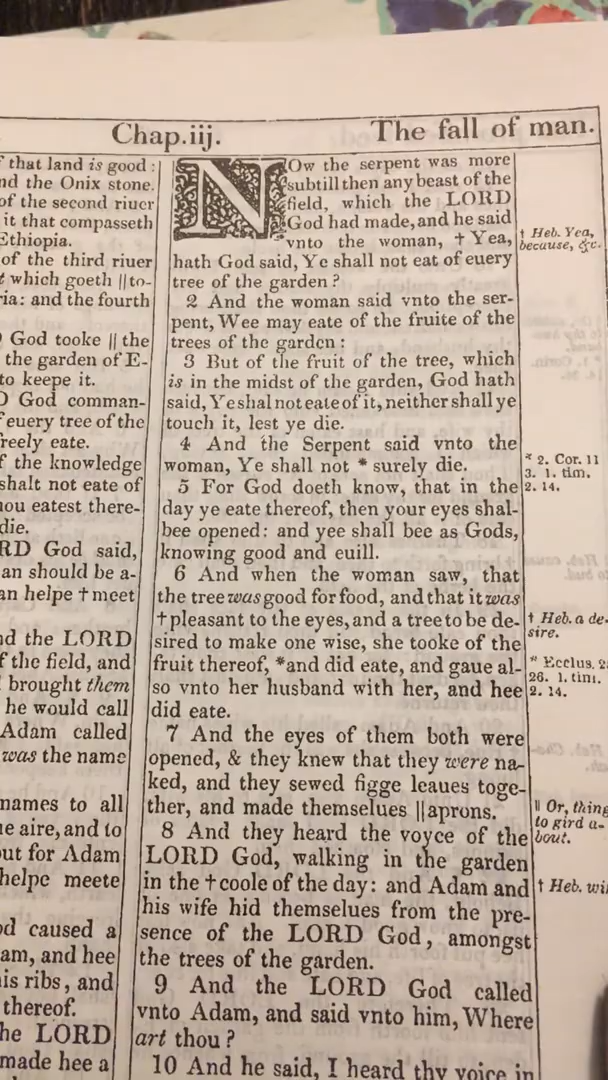 Chap.iij.
The fall of man.
that land is good :
nd the Onix stone.
of the second riuer
it that compasseth
Ethiopia.
of the third riuer
which goeth || to-
ria: and the fourth
God tooke || the
the garden of E-
to keepe it.
God comman-
euery tree of the
reely eate.
f the knowledge
shalt not eate of
hou eatest there-
die.
RD God said,
an should be a-
an helpe † meet
nd the LORD
f the field, and
brought them
he would call
Adam called
was the name
names to all
he aire, and to
out for Adam
helpe meete
od caused a
am, and hee
his ribs, and
thereof.
he LORD
made hee a
NOw the serpent was more
subtill then any beast of the
field, which the LORD
God had made, and he said
vnto the woman, † Yea,
hath God said, Ye shall not eat of euery
tree of the garden ?
2 And the woman said vnto the ser-
pent, Wee may eate of the fruite of the
trees of the garden :
3 But of the fruit of the tree, which
is in the midst of the garden, God hath
said, Ye shal not eate of it, neither shall ye
touch it, lest ye die.
4 And the Serpent said vnto the
woman, Ye shall not * surely die.
5 For God doeth know, that in the
day ye eate thereof, then your eyes shal-
bee opened: and yee shall bee as Gods,
knowing good and euill.
6 And when the woman saw, that
the tree was good for food, and that it was
† pleasant to the eyes, and a tree to be de-
sired to make one wise, she tooke of the
fruit thereof, *and did eate, and gaue al-
so vnto her husband with her, and hee
did eate.
7 And the eyes of them both were
opened, & they knew that they were na-
ked, and they sewed figge leaues toge-
ther, and made themselues || aprons.
8 And they heard the voyce of the
LORD God, walking in the garden
in the † coole of the day: and Adam and
his wife hid themselues from the pre-
sence of the LORD God, amongst
the trees of the garden.
9 And the LORD God called
vnto Adam, and said vnto him, Where
art thou ?
10 And he said, I heard thy voice in
† Heb. Yea,
because, &c.
* 2. Cor. 11
3. 1. tim.
2. 14.
† Heb. a de-
sire.
* Ecclus. 2
26. 1. tim.
2. 14.
|| Or, thing
to gird a-
bout.
† Heb. wi